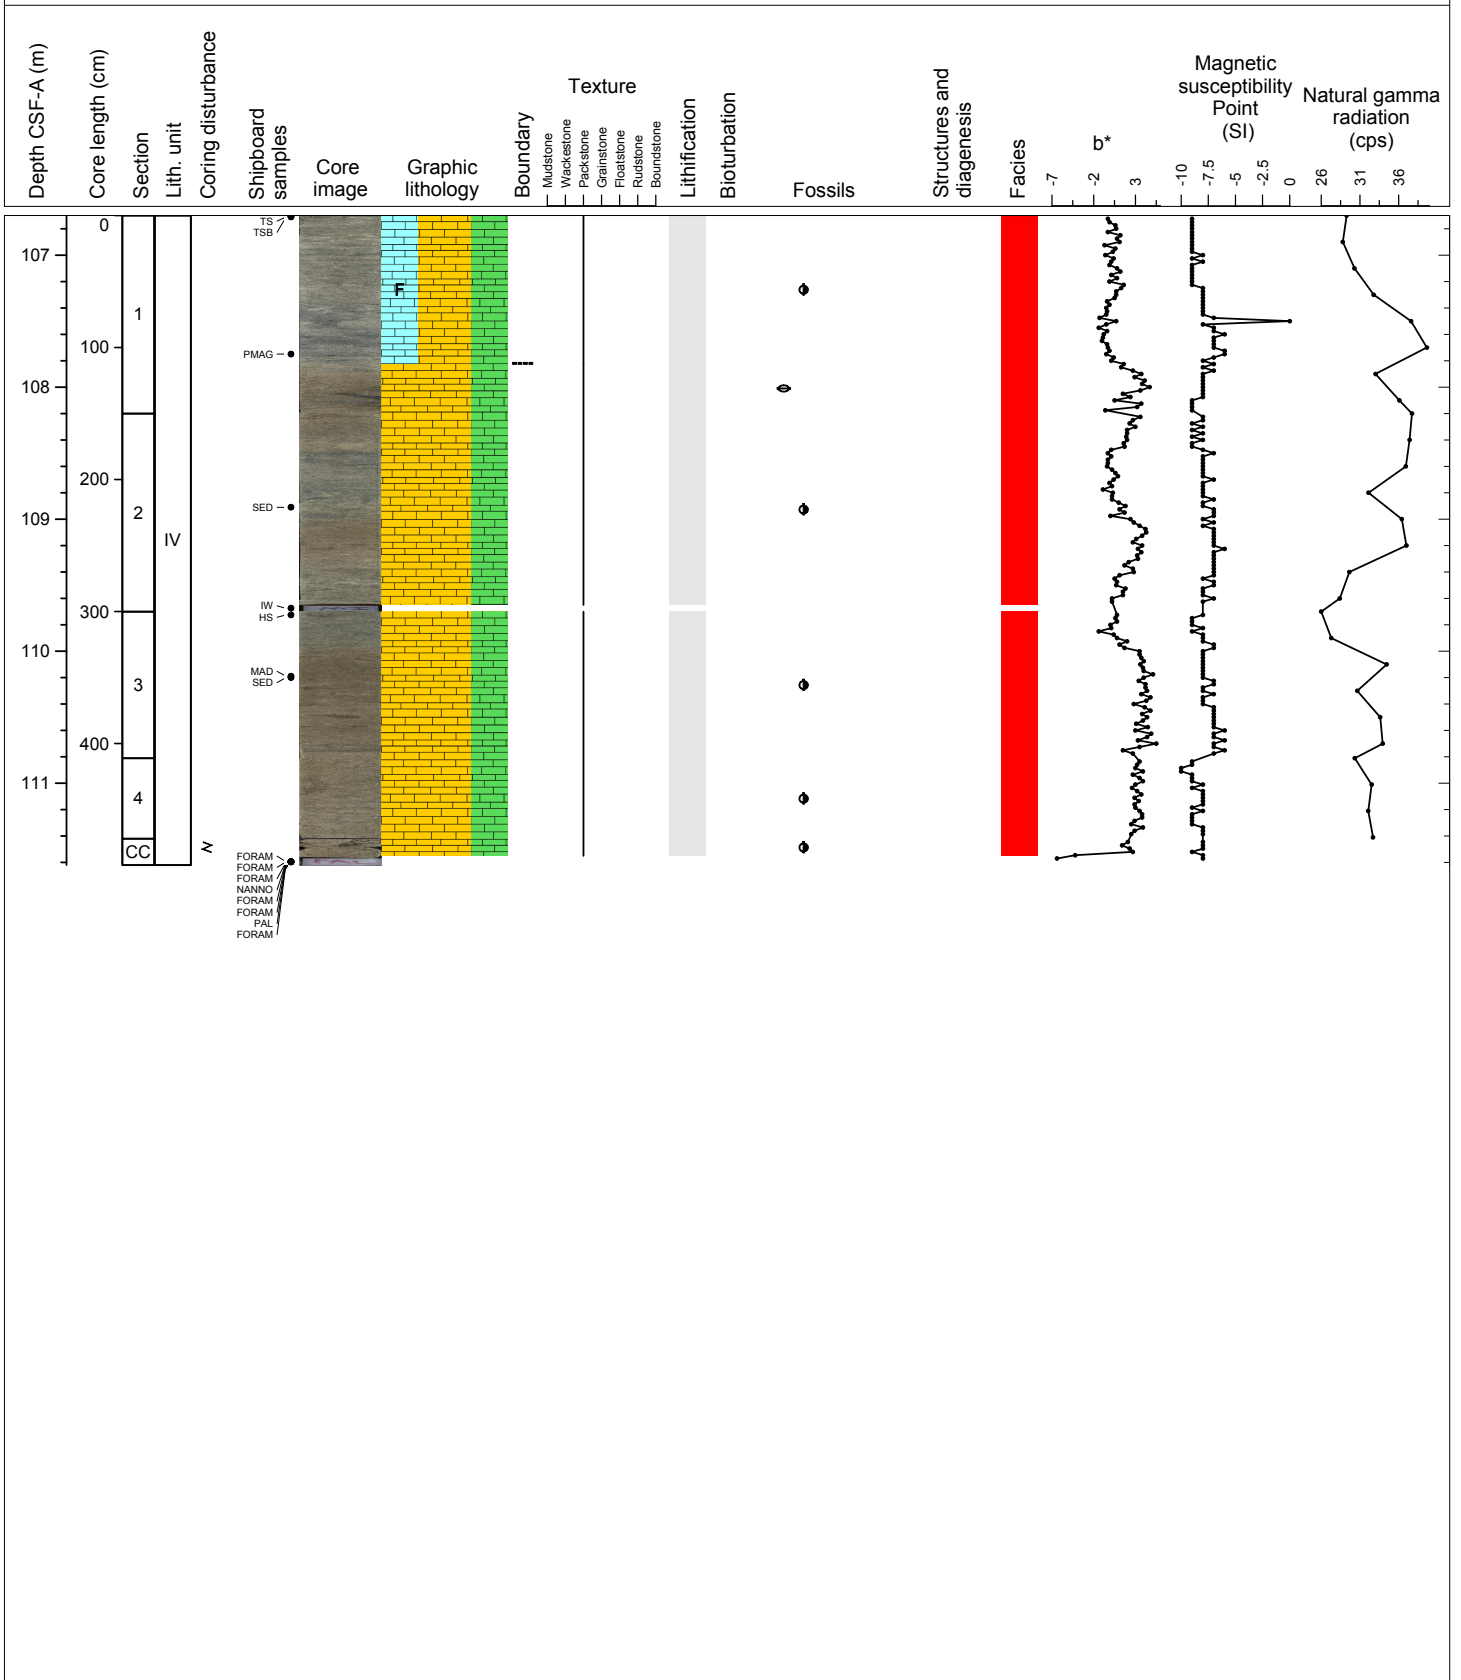 Depth CSF-A (m)
Core length (cm)
Section
Lith. unit
Coring disturbance
Shipboard
samples
Core
image
Graphic
lithology
Boundary
Texture
Mudstone
Wackestone
Packstone
Grainstone
Floatstone
Rudstone
Boundstone
Lithification
Bioturbation
Fossils
Structures and
diagenesis
Facies
b*
-7
-2
3
Magnetic
susceptibility
Point
(SI)
-10
-7.5
-5
-2.5
0
Natural gamma
radiation
(cps)
26
31
36
107
108
109
110
111
0
100
200
300
400
1
2
3
4
CC
IV
TS
TSB
PMAG
SED
IW
HS
MAD
SED
FORAM
FORAM
FORAM
NANNO
FORAM
FORAM
PAL
FORAM
F